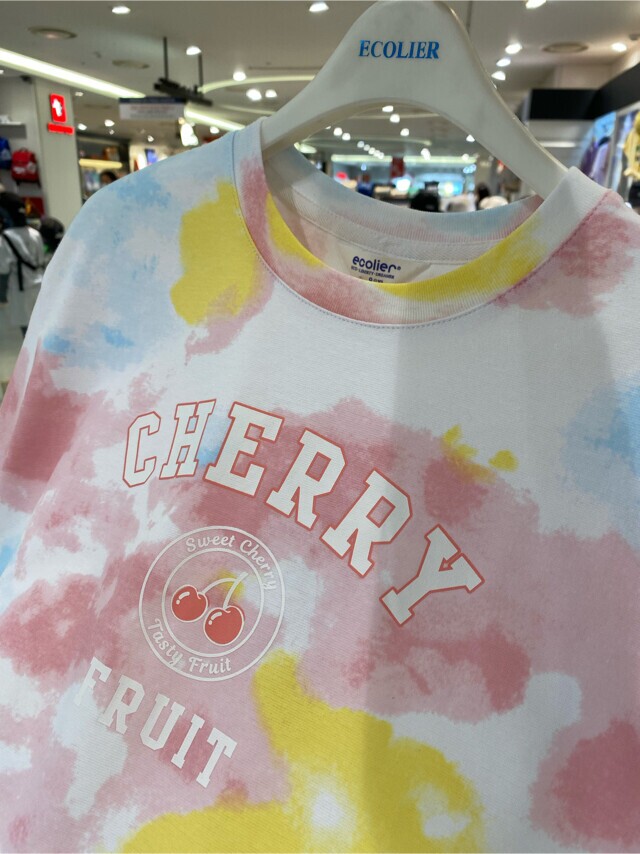 ECOLIER
ecolier®
CHERRY
Sweet Cherry
Tasty Fruit
FRUIT